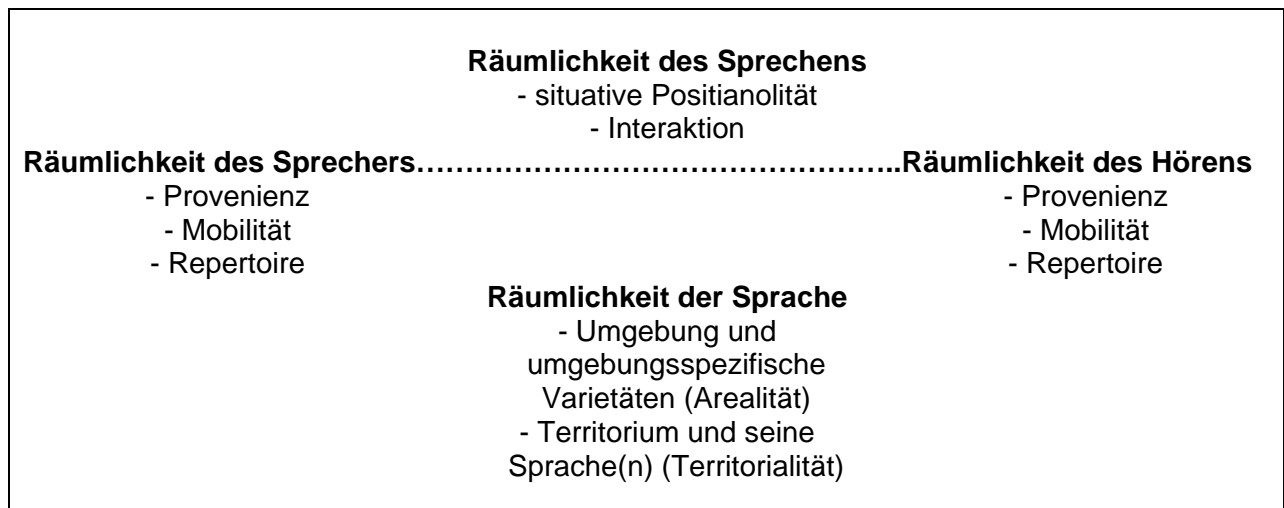 Räumlichkeit des Sprechens
- situative Positianolität
- Interaktion
Räumlichkeit des Sprechers…………………………………………..Räumlichkeit des Hörens
- Provenienz - Provenienz
- Mobilität - Mobilität
- Repertoire - Repertoire
Räumlichkeit der Sprache
- Umgebung und
umgebungsspezifische
Varietäten (Arealität)
- Territorium und seine
Sprache(n) (Territorialität)